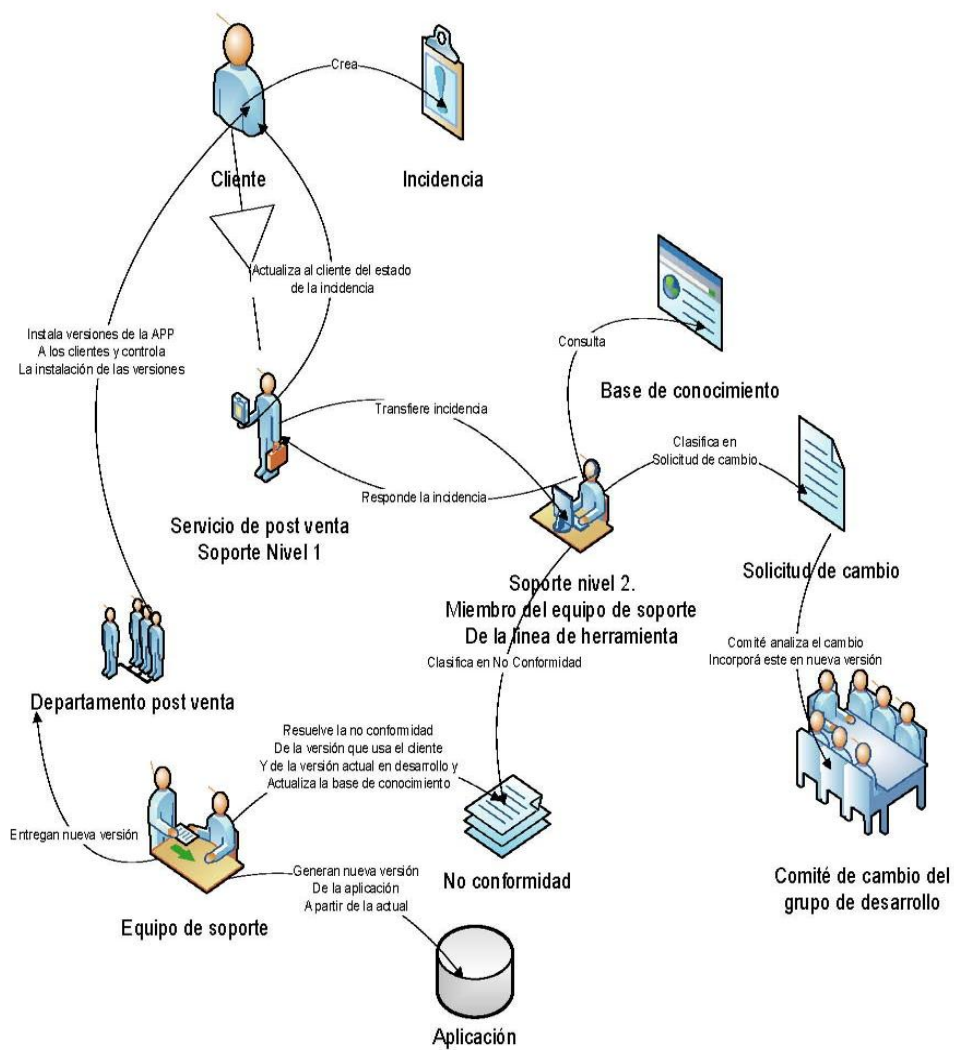 Crea
Cliente
Incidencia
Actualiza al cliente del estado
de la incidencia
Instala versiones de la APP
A los clientes y controla
La instalación de las versiones
Consulta
Base de conocimiento
Transfiere incidencia
Clasifica en
Solicitud de cambio
Responde la incidencia
Servicio de post venta
Soporte Nivel 1
Soporte nivel 2.
Miembro del equipo de soporte
De la línea de herramienta
Solicitud de cambio
Clasifica en No Conformidad
Comité analiza el cambio
Incorporá este en nueva versión
Departamento post venta
Resuelve la no conformidad
De la versión que usa el cliente
Y de la versión actual en desarrollo y
Actualiza la base de conocimiento
Entregan nueva versión
Generan nueva versión
De la aplicación
A partir de la actual
No conformidad
Comité de cambio del
grupo de desarrollo
Equipo de soporte
Aplicación